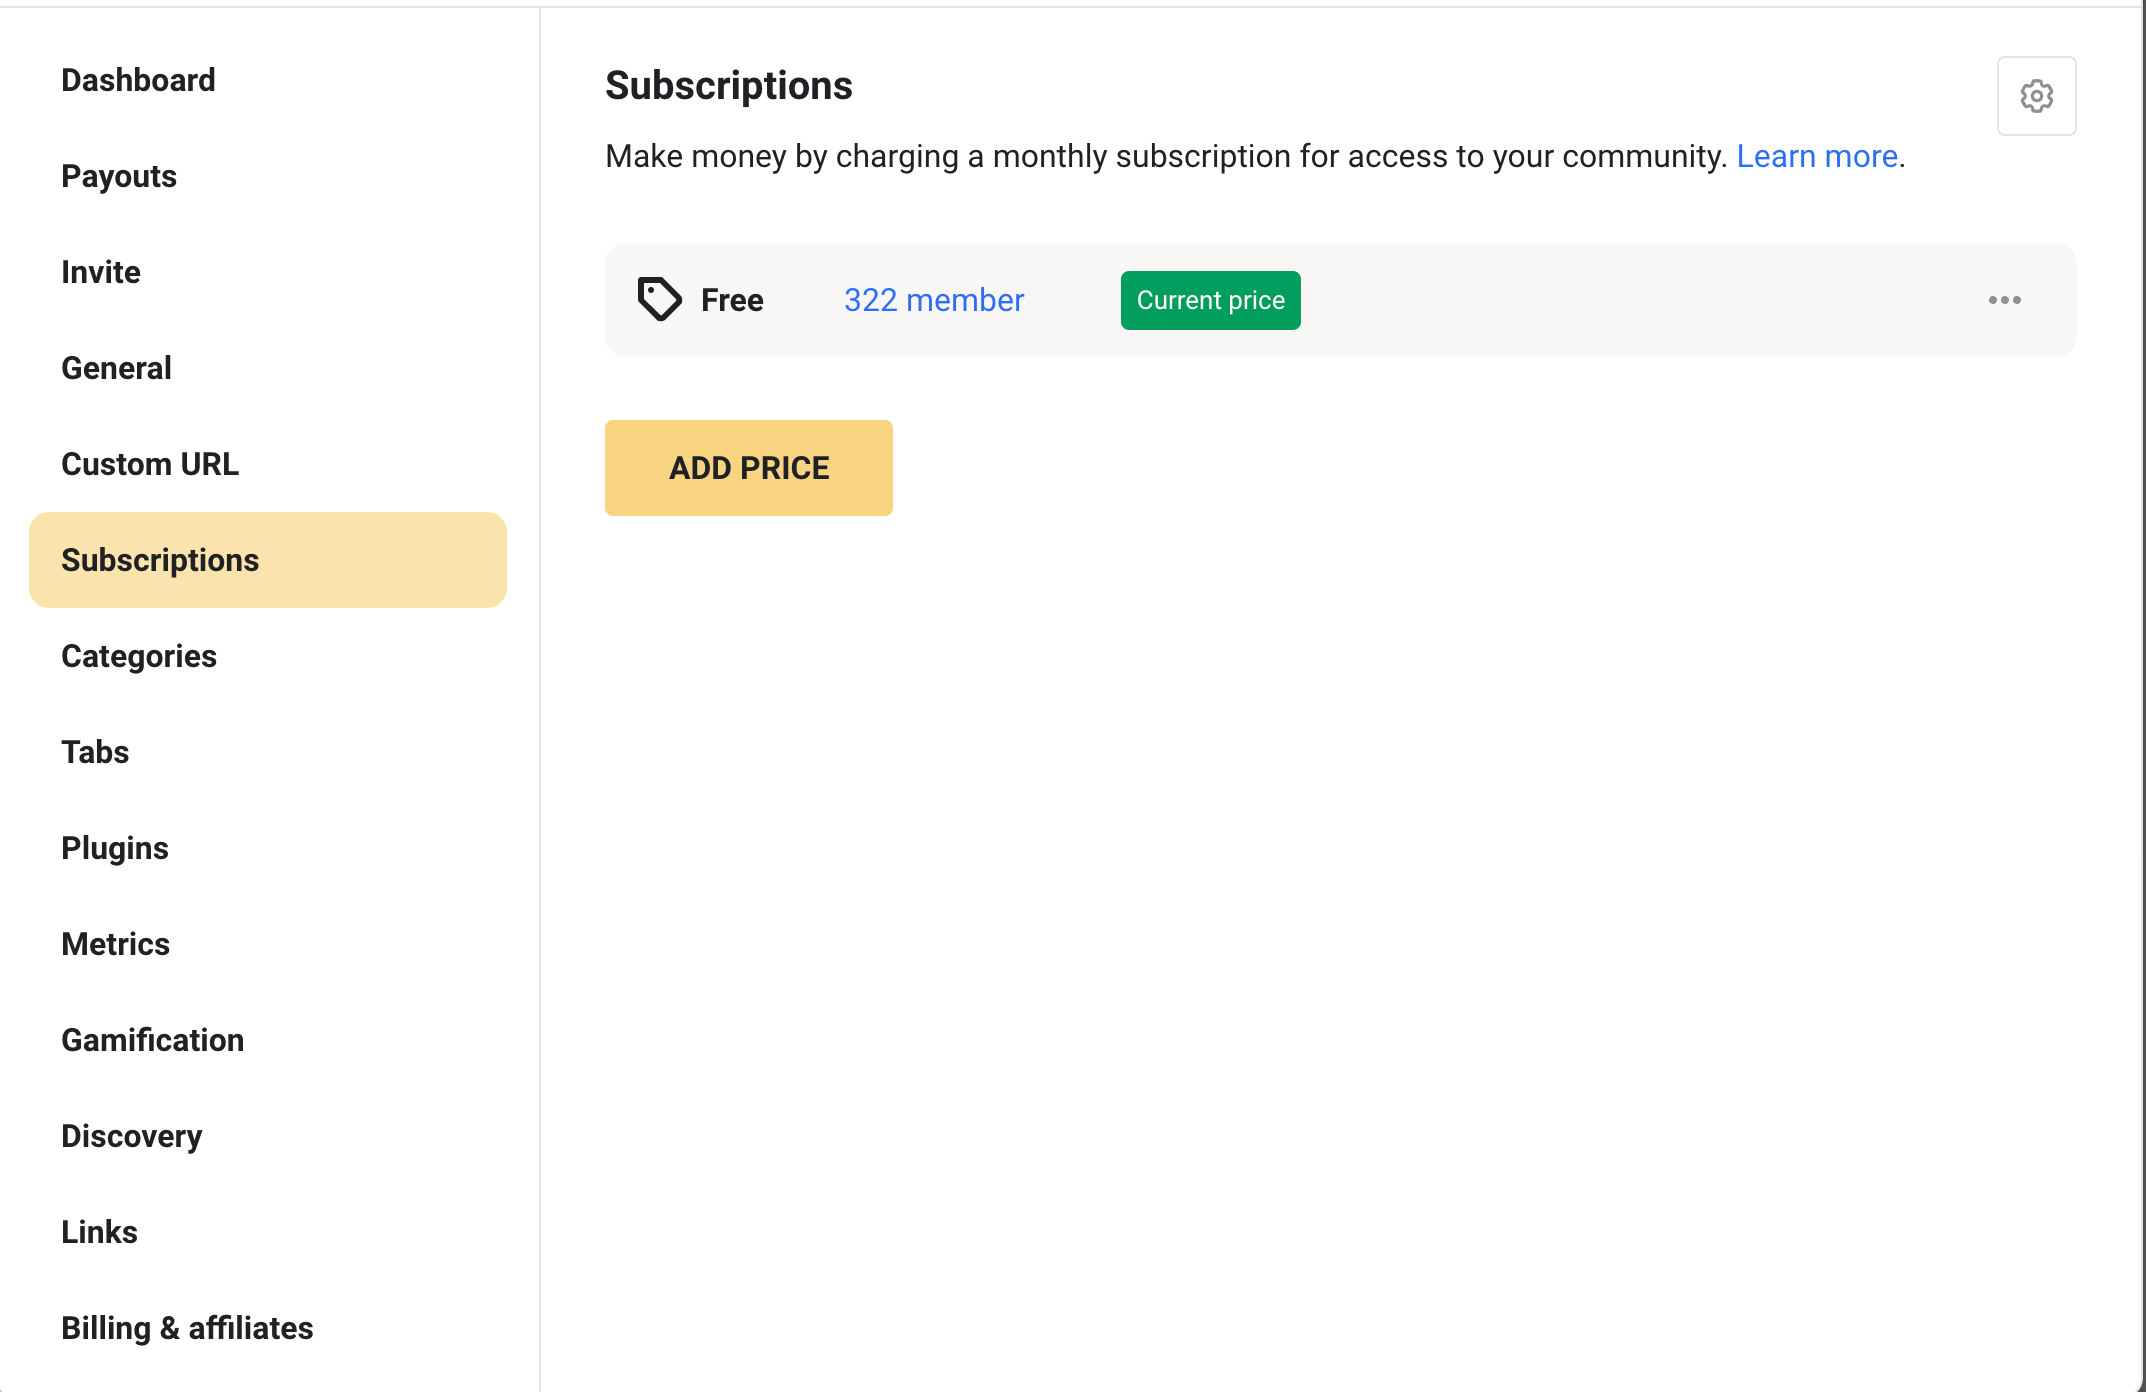 Dashboard
Payouts
Invite
General
Custom URL
Subscriptions
Categories
Tabs
Plugins
Metrics
Gamification
Discovery
Links
Billing & affiliates
Subscriptions
Make money by charging a monthly subscription for access to your community. Learn more.
Free 322 member Current price
ADD PRICE